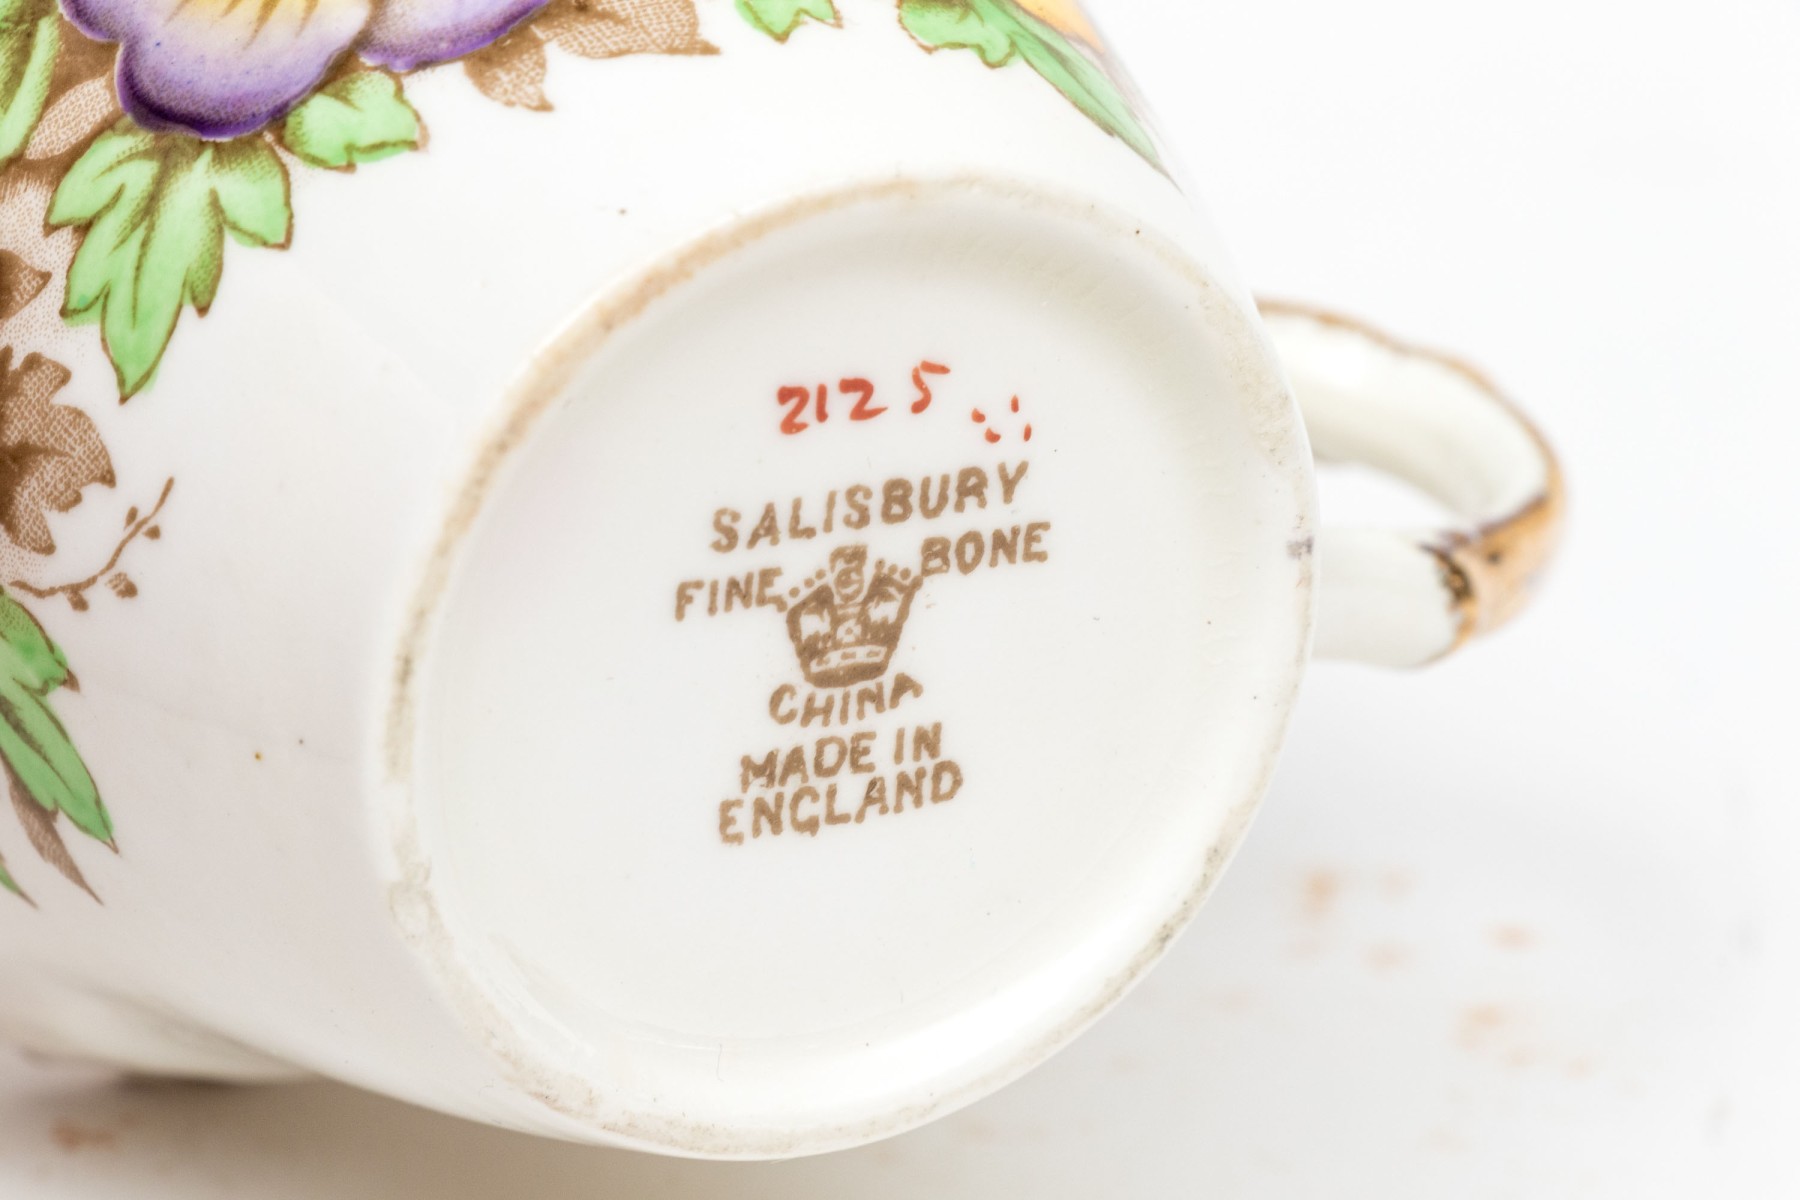 2125
SALISBURY
FINE BONE
CHINA
MADE IN
ENGLAND